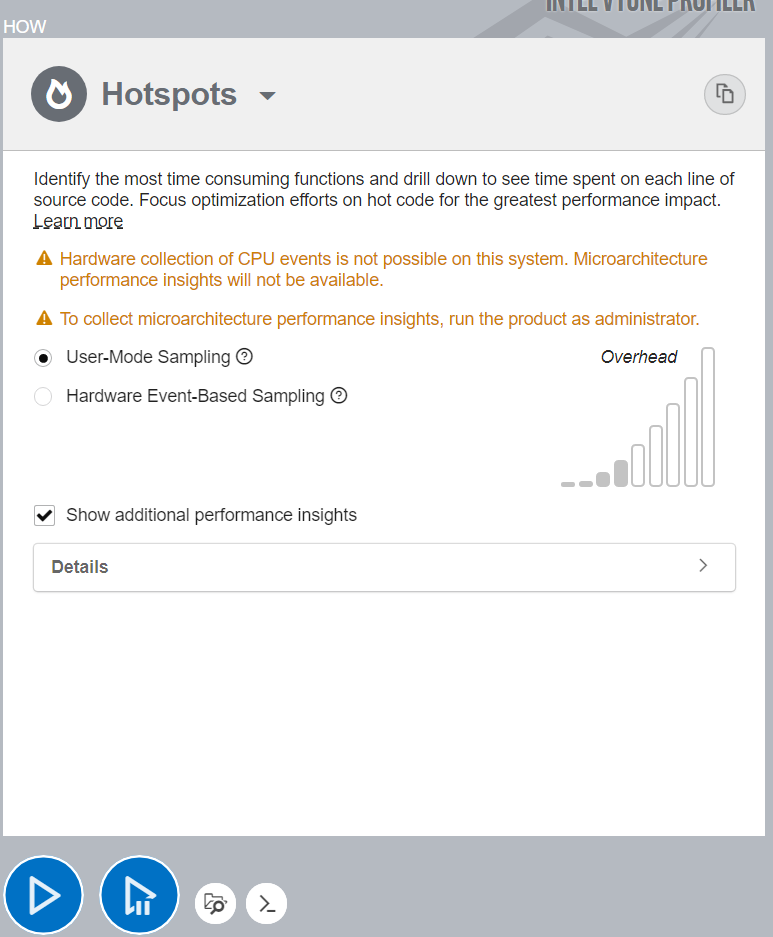 INTEL VTUNE PROFILER
HOW
Hotspots
Identify the most time consuming functions and drill down to see time spent on each line of
source code. Focus optimization efforts on hot code for the greatest performance impact.
Learn more
Hardware collection of CPU events is not possible on this system. Microarchitecture
performance insights will not be available.
To collect microarchitecture performance insights, run the product as administrator.
User-Mode Sampling
Overhead
Hardware Event-Based Sampling
Show additional performance insights
Details